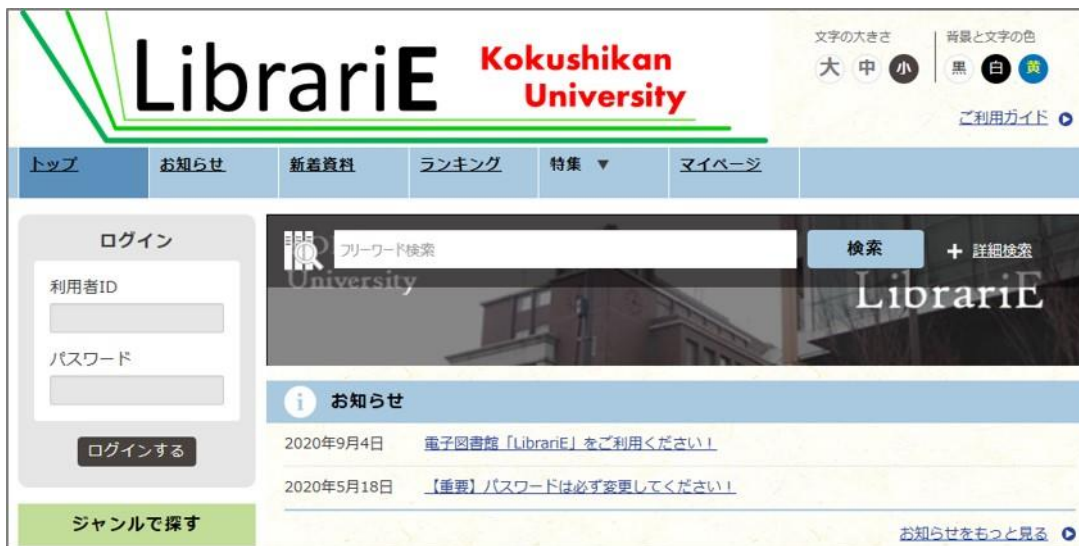 LibrariE Kokushikan
University
文字の大きさ
大 中 小
背景と文字の色
黒 白 黄
ご利用ガイド
トップ お知らせ 新着資料 ランキング 特集 ▼ マイページ
ログイン
利用者ID
パスワード
ログインする
ジャンルで探す
フリーワード検索 検索 + 詳細検索
University
LibrariE
お知らせ
2020年9月4日 電子図書館「LibrariE」をご利用ください！
2020年5月18日 【重要】パスワードは必ず変更してください！
お知らせをもっと見る